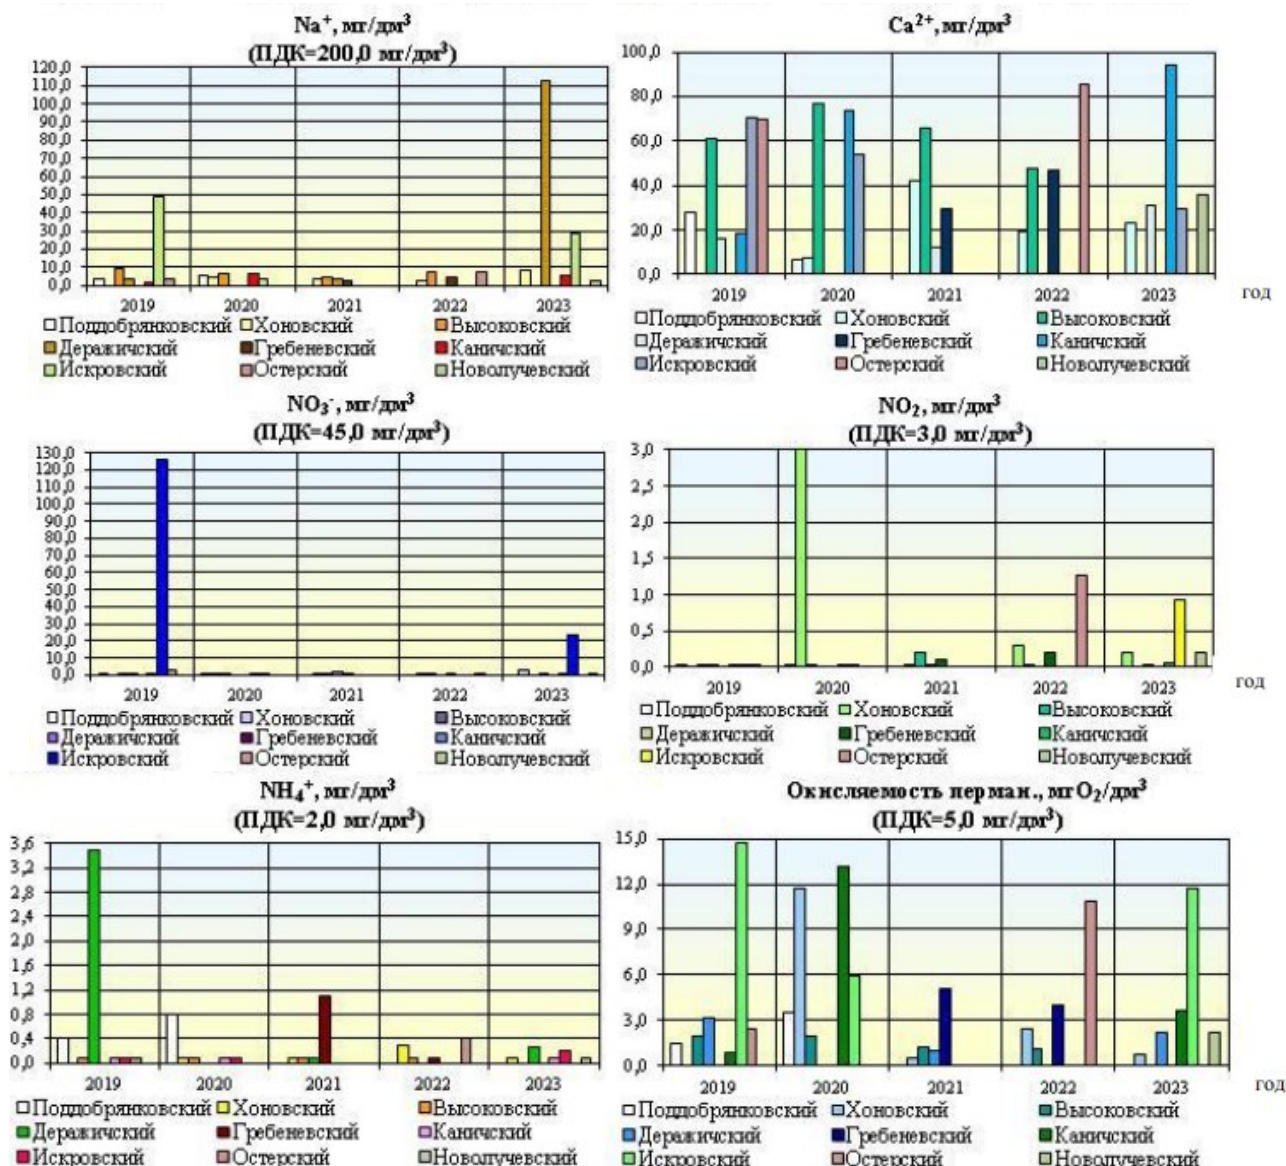 Na⁺, мг/дм³
(ПДК=200,0 мг/дм³)
120,0
110,0
100,0
90,0
80,0
70,0
60,0
50,0
40,0
30,0
20,0
10,0
0,0
2019 2020 2021 2022 2023
Поддобрянковский Хоновский Высоковский
Деражичский Гребеневский Каничский
Искровский Остерский Новолучевский
Ca²⁺, мг/дм³
100,0
80,0
60,0
40,0
20,0
0,0
2019 2020 2021 2022 2023
год
Поддобрянковский Хоновский Высоковский
Деражичский Гребеневский Каничский
Искровский Остерский Новолучевский
NO₃⁻, мг/дм³
(ПДК=45,0 мг/дм³)
130,0
120,0
110,0
100,0
90,0
80,0
70,0
60,0
50,0
40,0
30,0
20,0
10,0
0,0
2019 2020 2021 2022 2023
Поддобрянковский Хоновский Высоковский
Деражичский Гребеневский Каничский
Искровский Остерский Новолучевский
NO₂, мг/дм³
(ПДК=3,0 мг/дм³)
3,0
2,5
2,0
1,5
1,0
0,5
0,0
2019 2020 2021 2022 2023
год
Поддобрянковский Хоновский Высоковский
Деражичский Гребеневский Каничский
Искровский Остерский Новолучевский
NH₄⁺, мг/дм³
(ПДК=2,0 мг/дм³)
3,6
3,2
2,8
2,4
2,0
1,6
1,2
0,8
0,4
0,0
2019 2020 2021 2022 2023
Поддобрянковский Хоновский Высоковский
Деражичский Гребеневский Каничский
Искровский Остерский Новолучевский
Окисляемость перман., мгО₂/дм³
(ПДК=5,0 мг/дм³)
15,0
12,0
9,0
6,0
3,0
0,0
2019 2020 2021 2022 2023
год
Поддобрянковский Хоновский Высоковский
Деражичский Гребеневский Каничский
Искровский Остерский Новолучевский